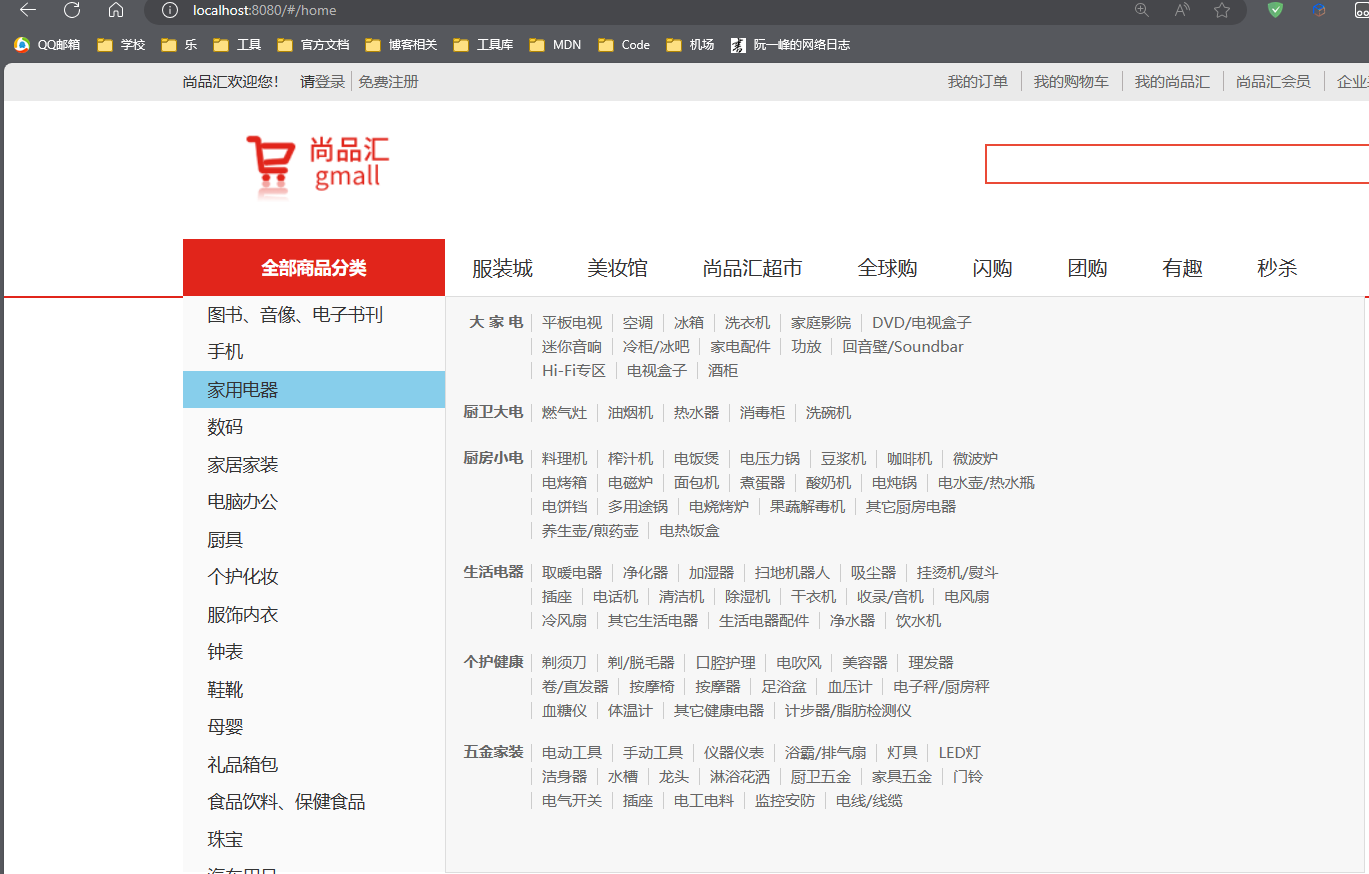 localhost:8080/#/home
QQ邮箱 学校 乐 工具 官方文档 博客相关 工具库 MDN Code 机场 阮一峰的网络日志
尚品汇欢迎您! 请登录 免费注册 我的订单 我的购物车 我的尚品汇 尚品汇会员 企业
尚品汇
gmall
全部商品分类 服装城 美妆馆 尚品汇超市 全球购 闪购 团购 有趣 秒杀
图书、音像、电子书刊
手机
家用电器
数码
家居家装
电脑办公
厨具
个护化妆
服饰内衣
钟表
鞋靴
母婴
礼品箱包
食品饮料、保健食品
珠宝
大 家 电 平板电视 空调 冰箱 洗衣机 家庭影院 DVD/电视盒子
迷你音响 冷柜/冰吧 家电配件 功放 回音壁/Soundbar
Hi-Fi专区 电视盒子 酒柜
厨卫大电 燃气灶 油烟机 热水器 消毒柜 洗碗机
厨房小电 料理机 榨汁机 电饭煲 电压力锅 豆浆机 咖啡机 微波炉
电烤箱 电磁炉 面包机 煮蛋器 酸奶机 电炖锅 电水壶/热水瓶
电饼铛 多用途锅 电烧烤炉 果蔬解毒机 其它厨房电器
养生壶/煎药壶 电热饭盒
生活电器 取暖电器 净化器 加湿器 扫地机器人 吸尘器 挂烫机/熨斗
插座 电话机 清洁机 除湿机 干衣机 收录/音机 电风扇
冷风扇 其它生活电器 生活电器配件 净水器 饮水机
个护健康 剃须刀 剃/脱毛器 口腔护理 电吹风 美容器 理发器
卷/直发器 按摩椅 按摩器 足浴盆 血压计 电子秤/厨房秤
血糖仪 体温计 其它健康电器 计步器/脂肪检测仪
五金家装 电动工具 手动工具 仪器仪表 浴霸/排气扇 灯具 LED灯
洁身器 水槽 龙头 淋浴花洒 厨卫五金 家具五金 门铃
电气开关 插座 电工电料 监控安防 电线/线缆